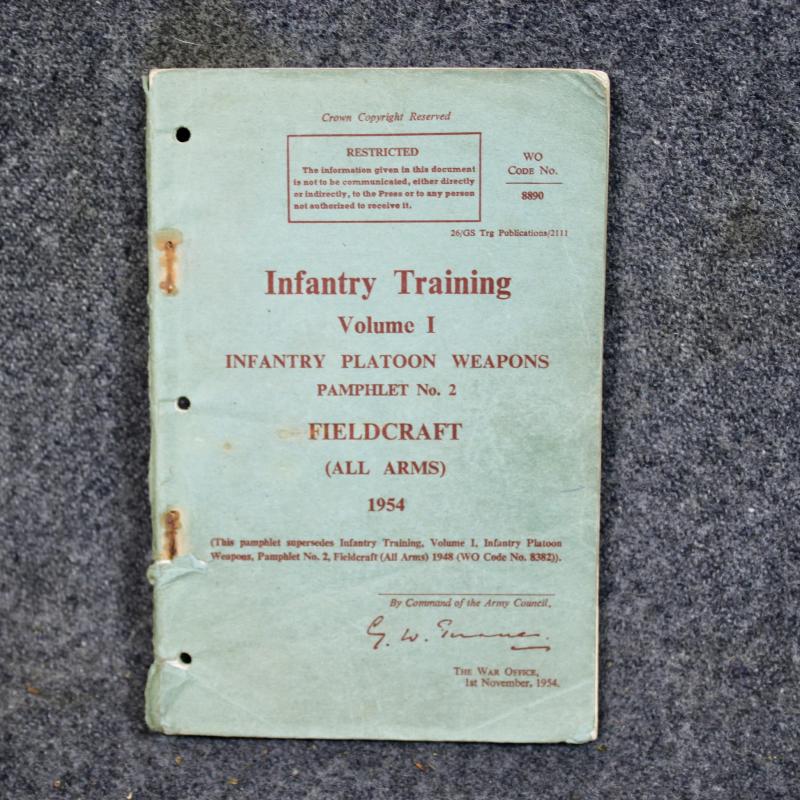 Crown Copyright Reserved
RESTRICTED
The information given in this document
is not to be communicated, either directly
or indirectly, to the Press or to any person
not authorized to receive it.
WO
CODE No.
8890
26/GS Trg Publications/2111
Infantry Training
Volume I
INFANTRY PLATOON WEAPONS
PAMPHLET No. 2
FIELDCRAFT
(ALL ARMS)
1954
(This pamphlet supersedes Infantry Training, Volume I, Infantry Platoon
Weapons, Pamphlet No. 2, Fieldcraft (All Arms) 1948 (WO Code No. 8382)).
By Command of the Army Council,
G. W. Turner.
THE WAR OFFICE,
1st November, 1954.